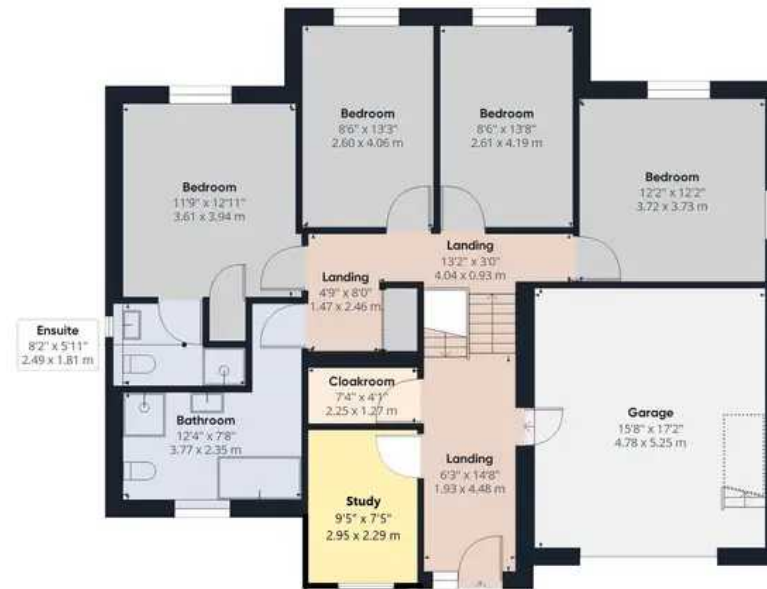 Bedroom
8'6" x 13'3"
2.60 x 4.06 m
Bedroom
8'6" x 13'8"
2.61 x 4.19 m
Bedroom
11'9" x 12'11"
3.61 x 3.94 m
Bedroom
12'2" x 12'2"
3.72 x 3.73 m
Landing
13'2" x 3'0"
4.04 x 0.93 m
Landing
4'9" x 8'0"
1.47 x 2.46 m
Ensuite
8'2" x 5'11"
2.49 x 1.81 m
Cloakroom
7'4" x 4'1"
2.25 x 1.27 m
Bathroom
12'4" x 7'8"
3.77 x 2.35 m
Garage
15'8" x 17'2"
4.78 x 5.25 m
Landing
6'3" x 14'8"
1.93 x 4.48 m
Study
9'5" x 7'5"
2.95 x 2.29 m